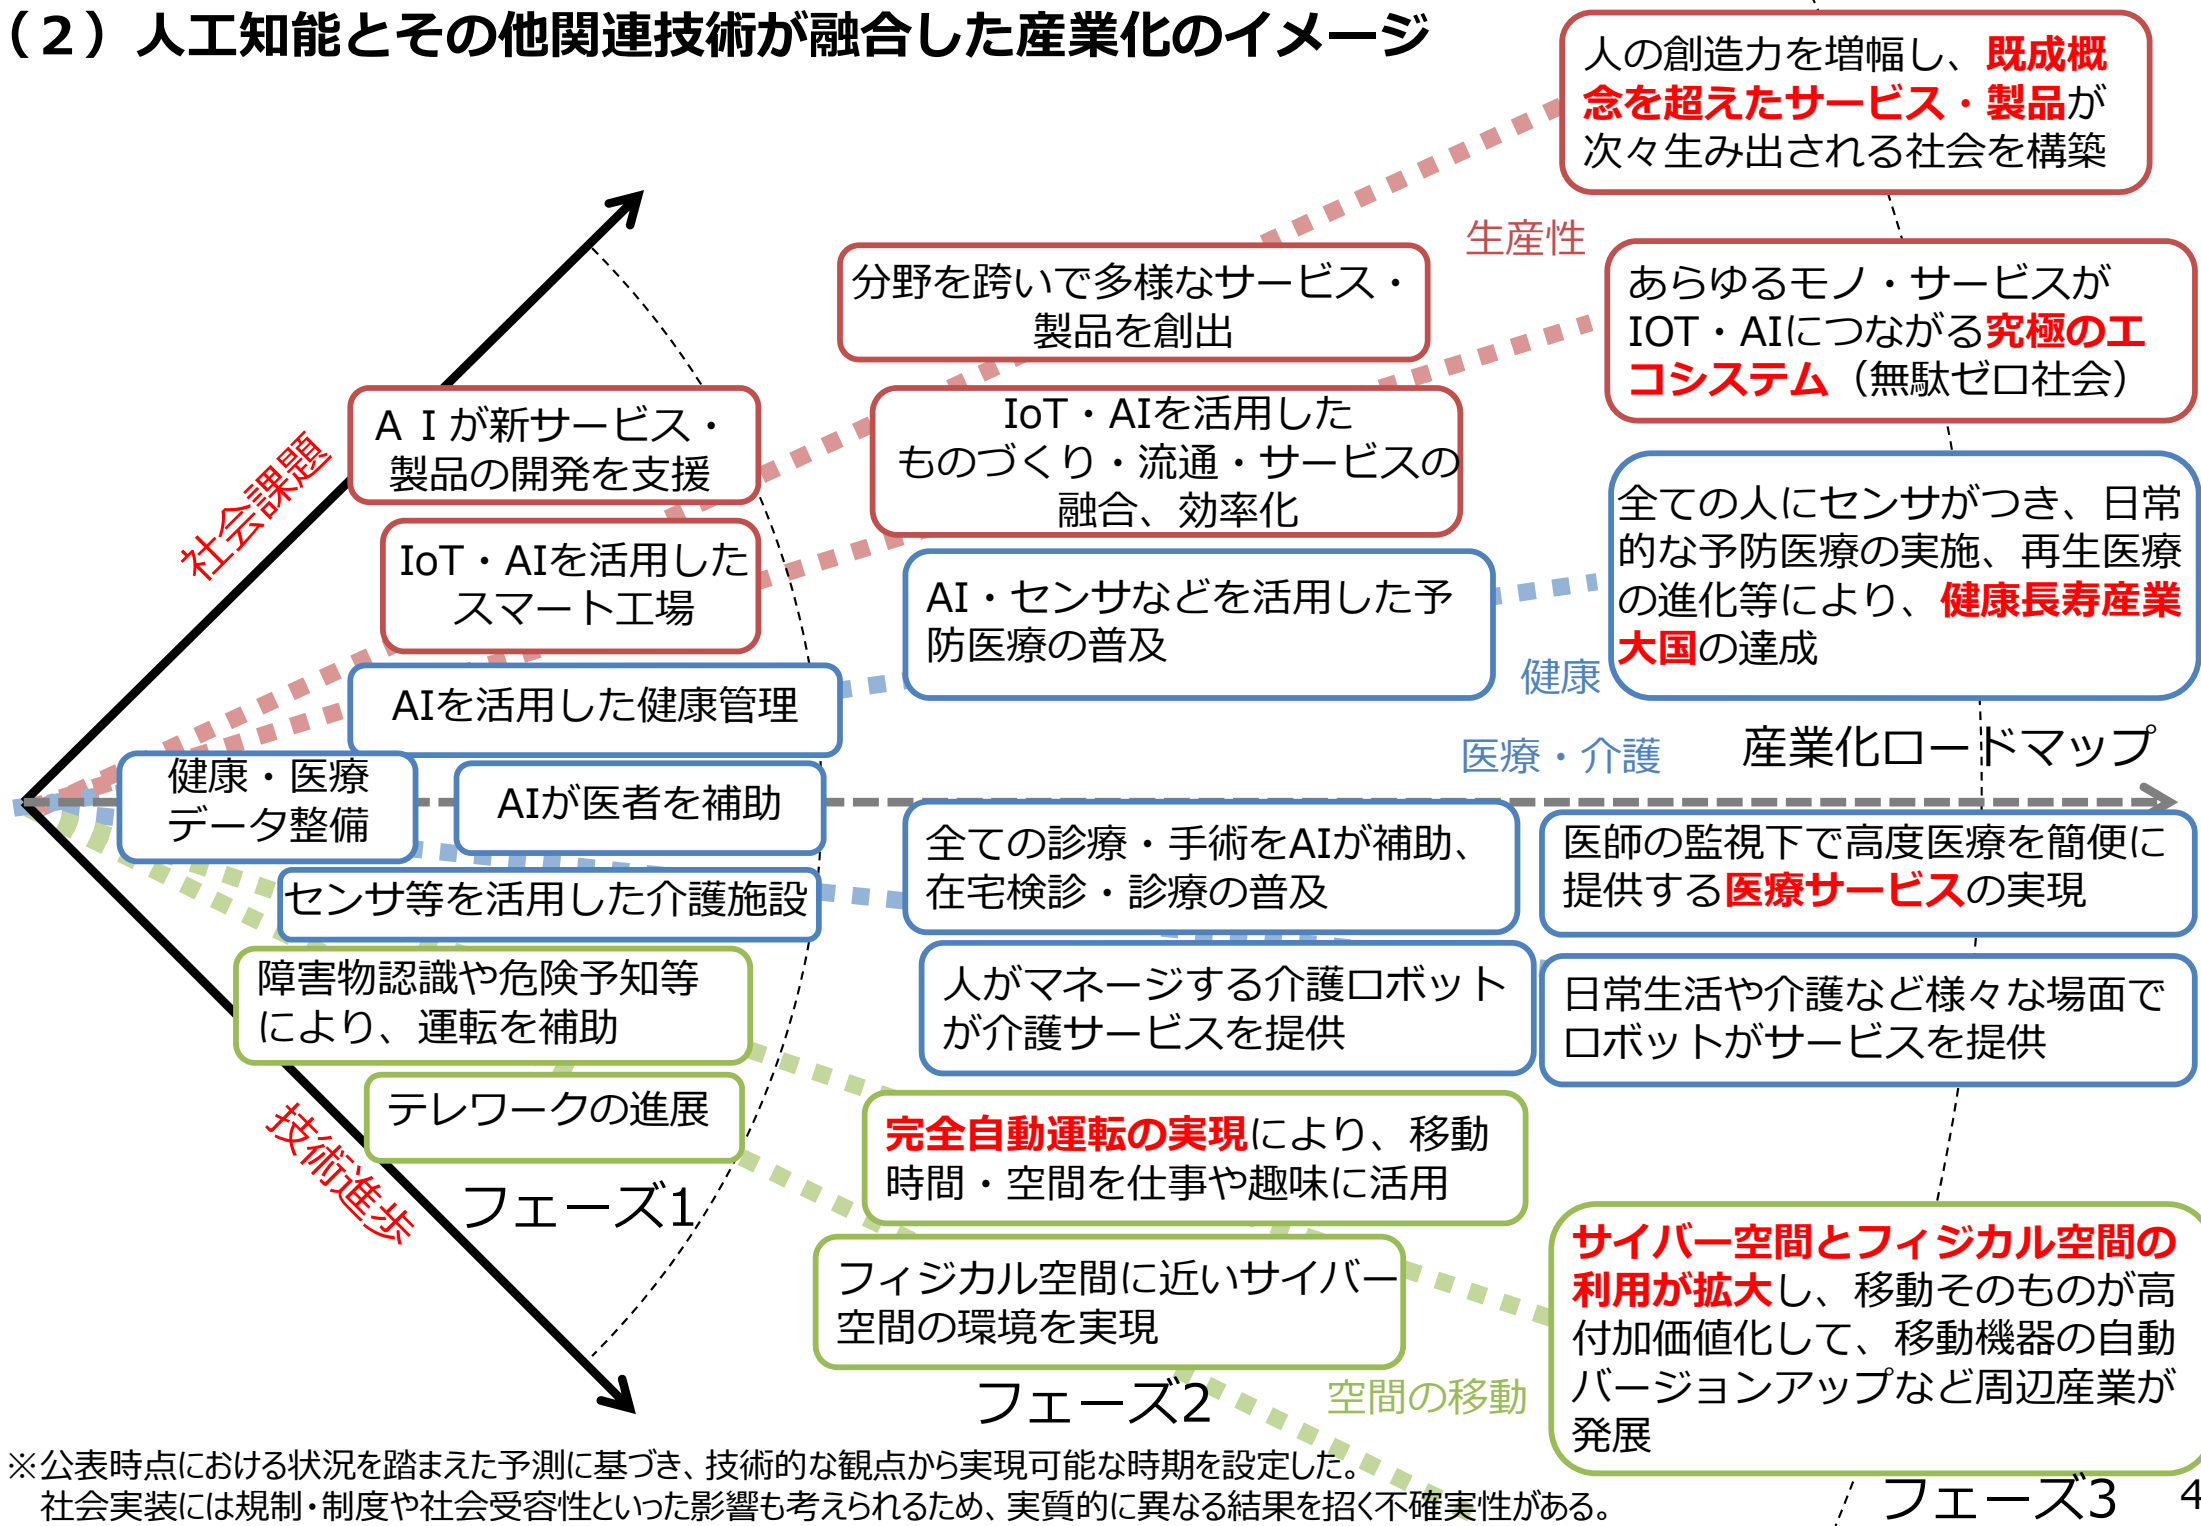 （２）人工知能とその他関連技術が融合した産業化のイメージ
人の創造力を増幅し、既成概
念を超えたサービス・製品が
次々生み出される社会を構築
生産性
分野を跨いで多様なサービス・
製品を創出
あらゆるモノ・サービスが
IOT・AIにつながる究極のエ
コシステム（無駄ゼロ社会）
ＡＩが新サービス・
製品の開発を支援
IoT・AIを活用した
ものづくり・流通・サービスの
融合、効率化
社会課題
IoT・AIを活用した
スマート工場
AI・センサなどを活用した予
防医療の普及
全ての人にセンサがつき、日常
的な予防医療の実施、再生医療
の進化等により、健康長寿産業
大国の達成
健康
AIを活用した健康管理
医療・介護
産業化ロードマップ
健康・医療
データ整備
AIが医者を補助
全ての診療・手術をAIが補助、
在宅検診・診療の普及
医師の監視下で高度医療を簡便に
提供する医療サービスの実現
センサ等を活用した介護施設
人がマネージする介護ロボット
が介護サービスを提供
日常生活や介護など様々な場面で
ロボットがサービスを提供
障害物認識や危険予知等
により、運転を補助
テレワークの進展
技術進歩
フェーズ1
完全自動運転の実現により、移動
時間・空間を仕事や趣味に活用
フィジカル空間に近いサイバー
空間の環境を実現
フェーズ2
空間の移動
サイバー空間とフィジカル空間の
利用が拡大し、移動そのものが高
付加価値化して、移動機器の自動
バージョンアップなど周辺産業が
発展
フェーズ3
※公表時点における状況を踏まえた予測に基づき、技術的な観点から実現可能な時期を設定した。
社会実装には規制・制度や社会受容性といった影響も考えられるため、実質的に異なる結果を招く不確実性がある。
4